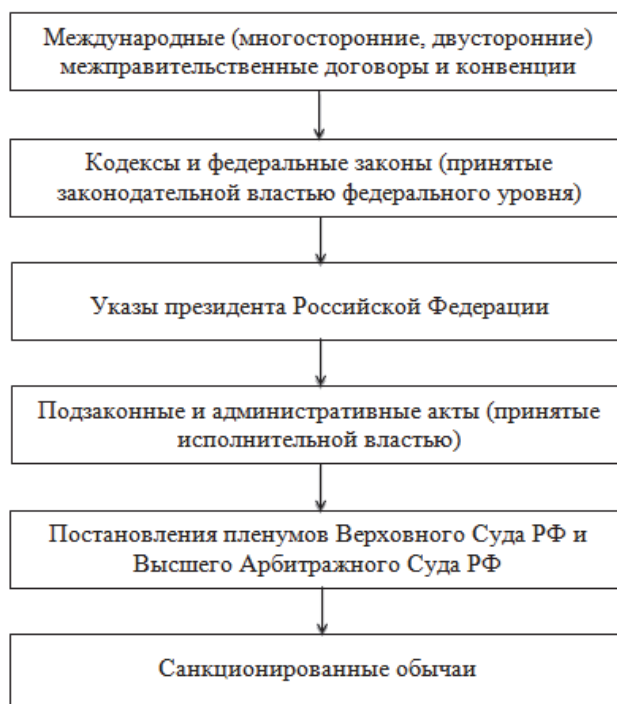 Международные (многосторонние, двусторонние)
межправительственные договоры и конвенции
Кодексы и федеральные законы (принятые
законодательной властью федерального уровня)
Указы президента Российской Федерации
Подзаконные и административные акты (принятые
исполнительной властью)
Постановления пленумов Верховного Суда РФ и
Высшего Арбитражного Суда РФ
Санкционированные обычаи